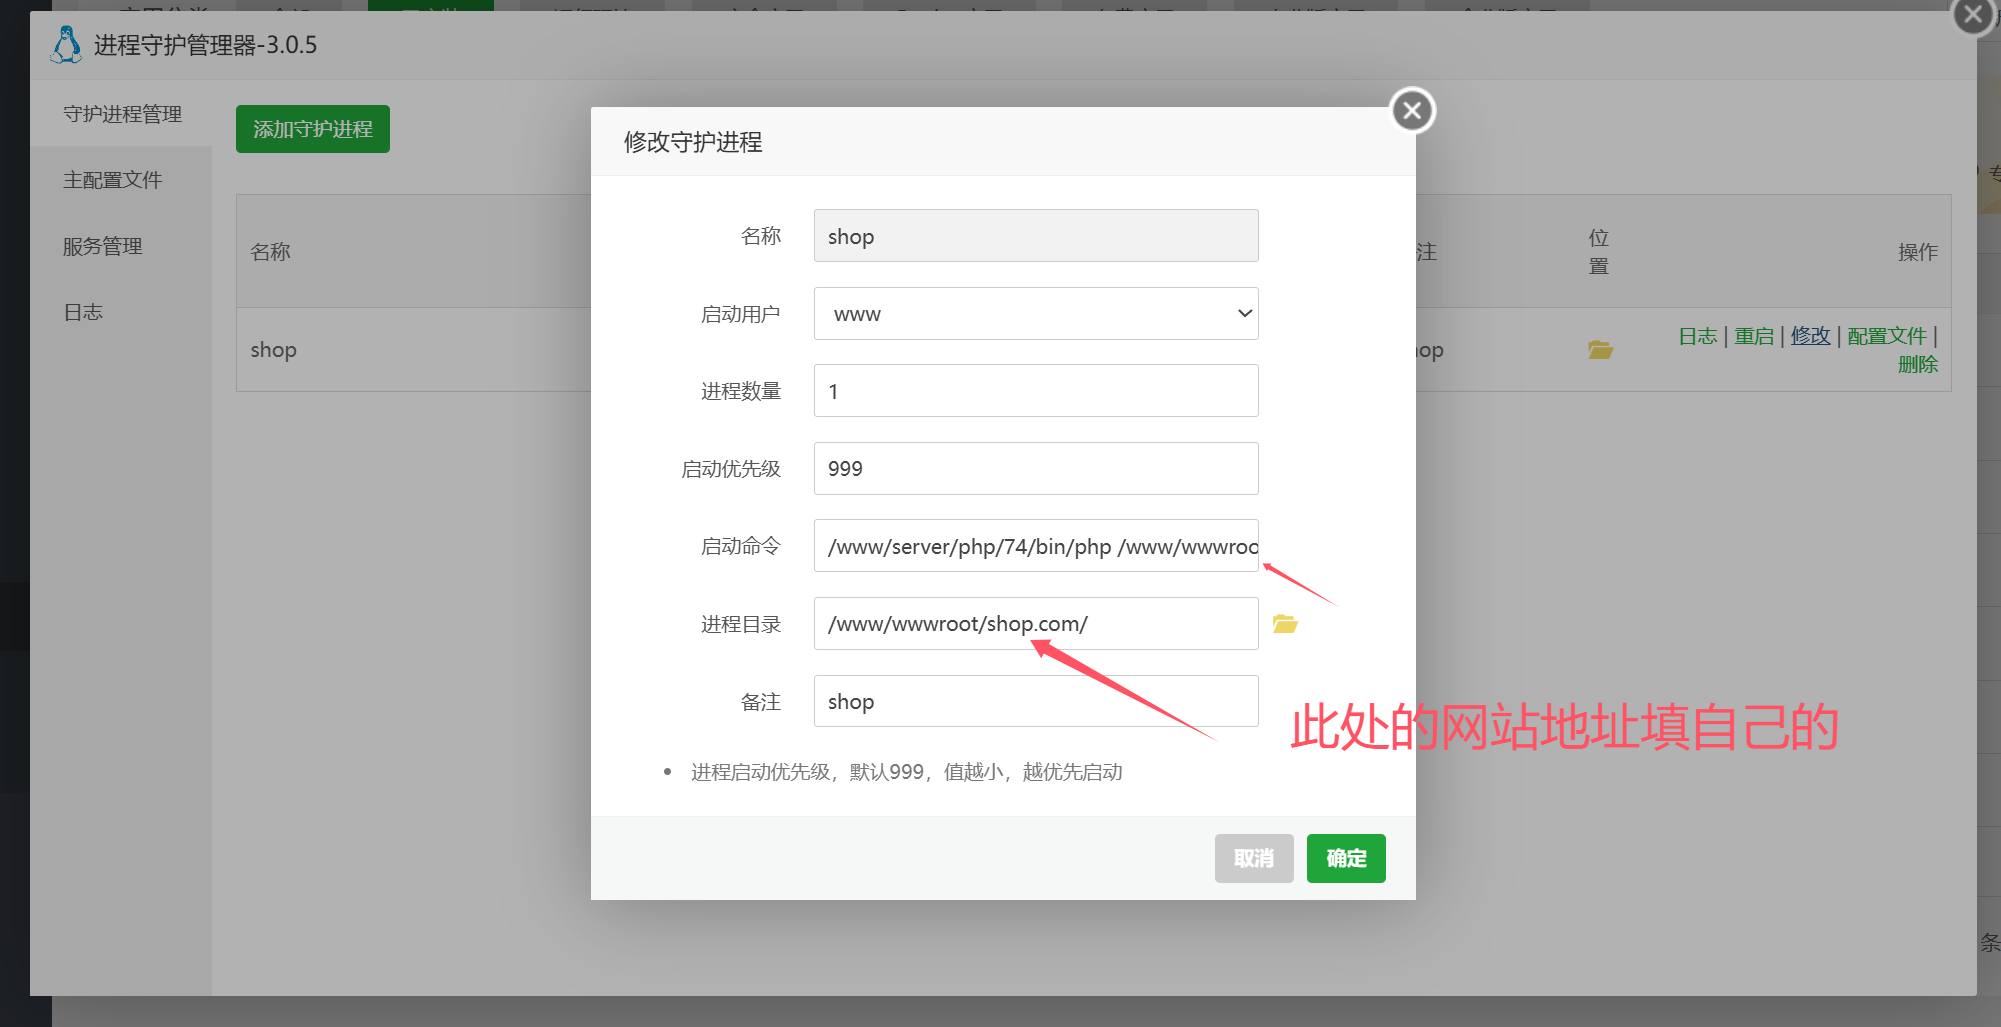 进程守护管理器-3.0.5
守护进程管理
主配置文件
服务管理
日志
添加守护进程
名称
注
位
置
操作
shop
hop
日志 | 重启 | 修改 | 配置文件 |
删除
修改守护进程
名称
shop
启动用户
www
进程数量
1
启动优先级
999
启动命令
/www/server/php/74/bin/php /www/wwwroo
进程目录
/www/wwwroot/shop.com/
备注
shop
此处的网站地址填自己的
进程启动优先级，默认999，值越小，越优先启动
取消
确定
条